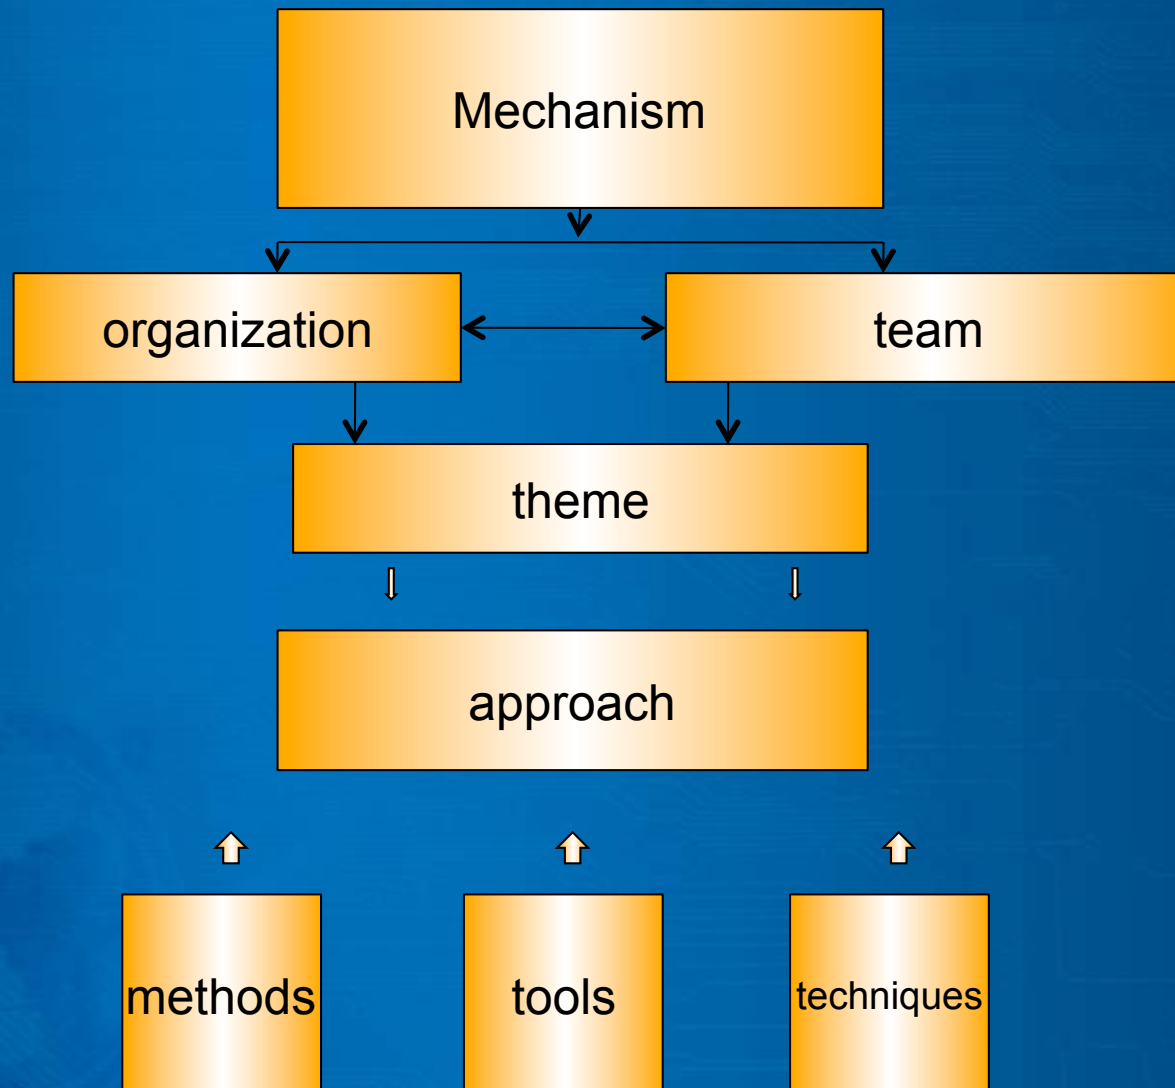 Mechanism
organization
team
theme
approach
methods
tools
techniques